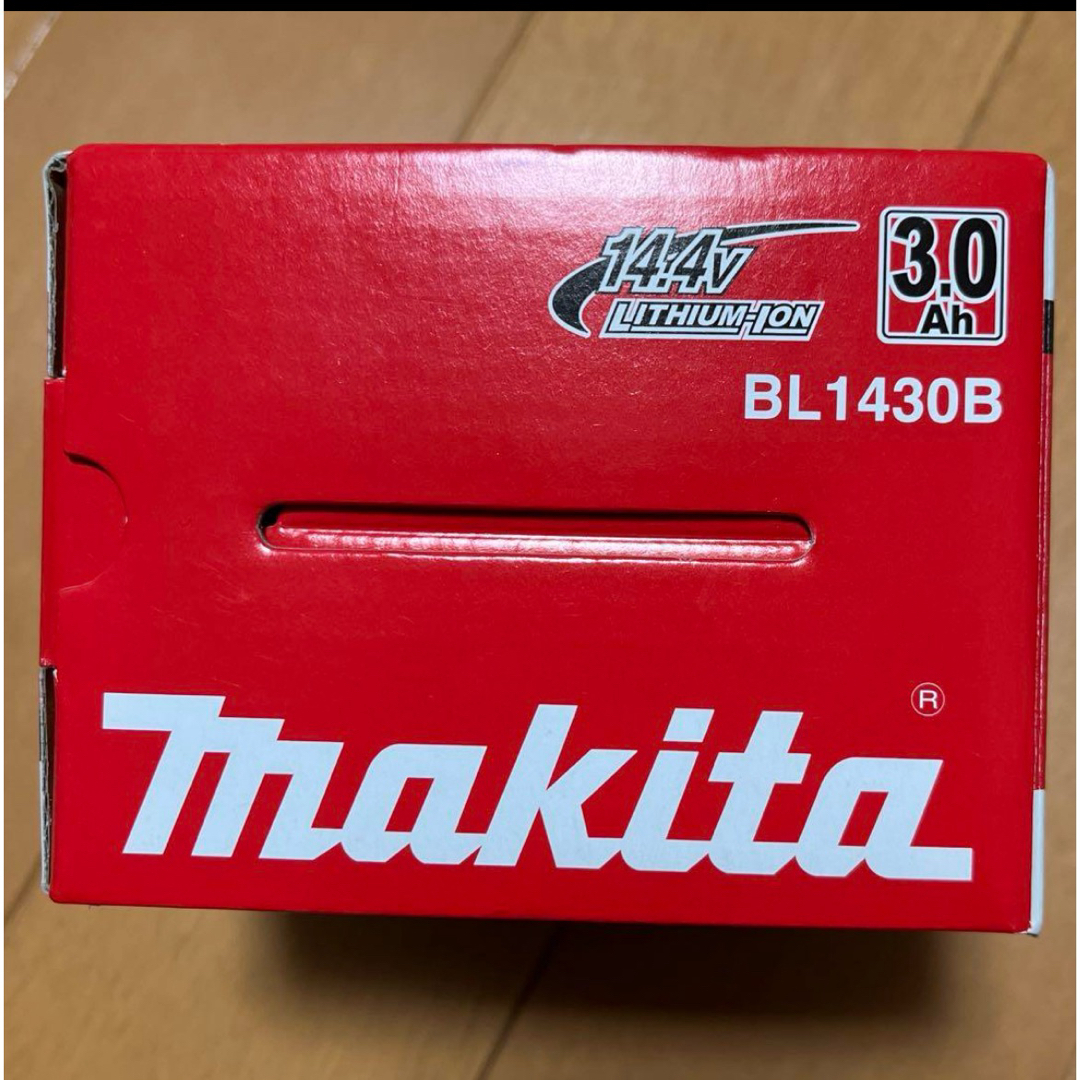 14.4V
LITHIUM-ION
3.0
Ah
BL1430B
®
makita